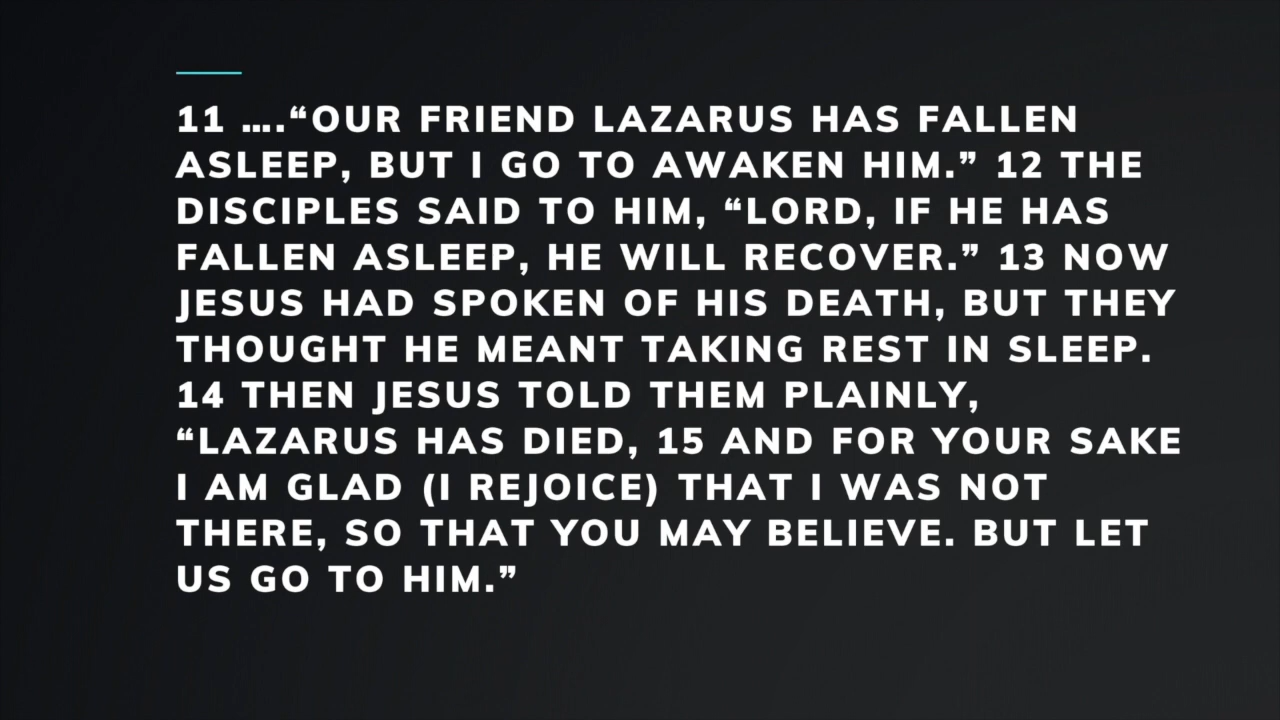 11 ....“OUR FRIEND LAZARUS HAS FALLEN
ASLEEP, BUT I GO TO AWAKEN HIM.” 12 THE
DISCIPLES SAID TO HIM, “LORD, IF HE HAS
FALLEN ASLEEP, HE WILL RECOVER.” 13 NOW
JESUS HAD SPOKEN OF HIS DEATH, BUT THEY
THOUGHT HE MEANT TAKING REST IN SLEEP.
14 THEN JESUS TOLD THEM PLAINLY,
“LAZARUS HAS DIED, 15 AND FOR YOUR SAKE
I AM GLAD (I REJOICE) THAT I WAS NOT
THERE, SO THAT YOU MAY BELIEVE. BUT LET
US GO TO HIM.”